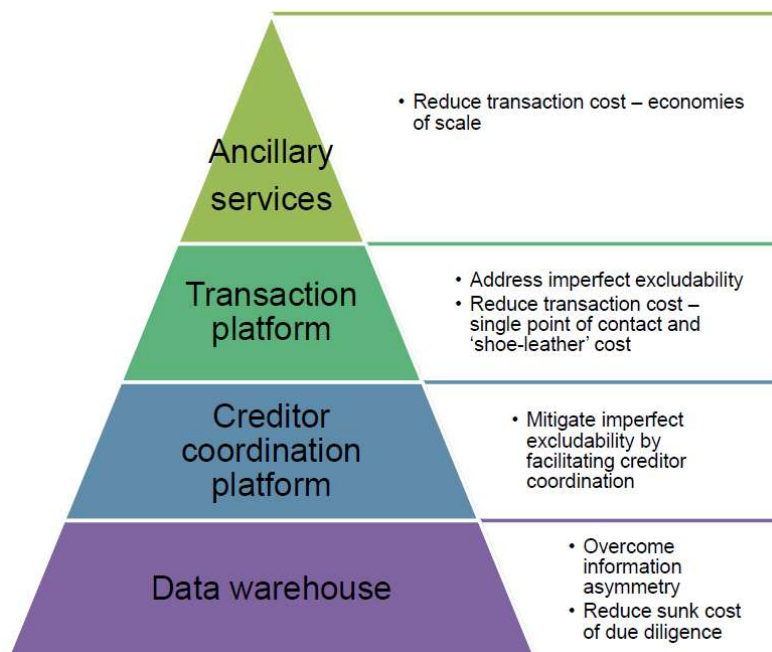 Ancillary
services
• Reduce transaction cost – economies
of scale
Transaction
platform
• Address imperfect excludability
• Reduce transaction cost –
single point of contact and
‘shoe-leather’ cost
Creditor
coordination
platform
• Mitigate imperfect
excludability by
facilitating creditor
coordination
Data warehouse
• Overcome
information
asymmetry
• Reduce sunk cost
of due diligence